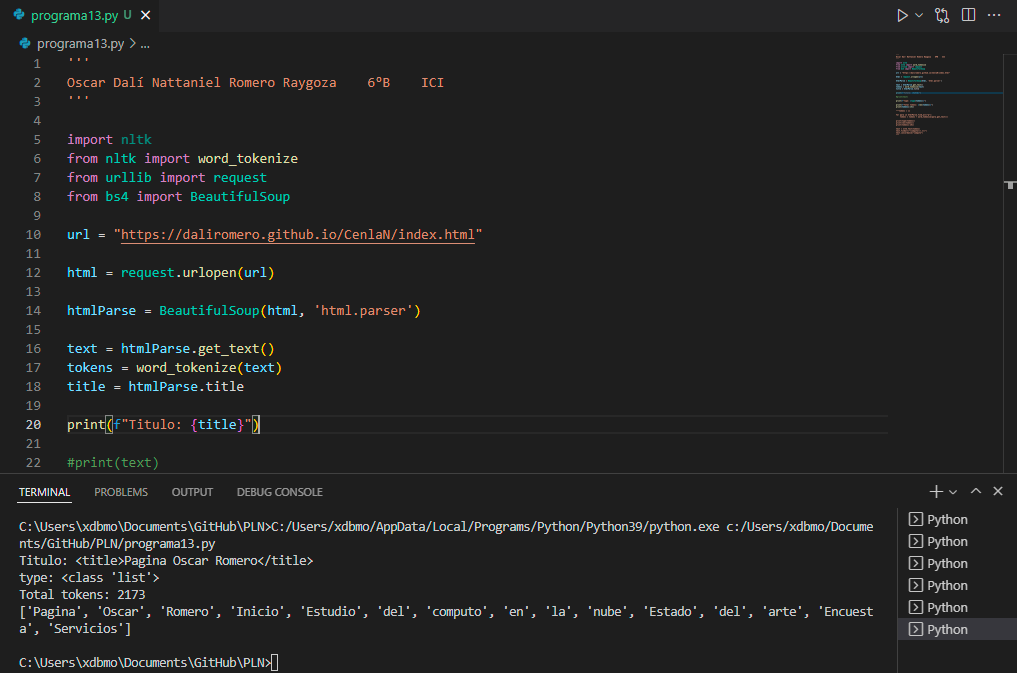 programa13.py U
programa13.py > ...
1 '''
2 Oscar Dalí Nattaniel Romero Raygoza    6°B    ICI
3 '''
4
5 import nltk
6 from nltk import word_tokenize
7 from urllib import request
8 from bs4 import BeautifulSoup
9
10 url = "https://daliromero.github.io/CenlaN/index.html"
11
12 html = request.urlopen(url)
13
14 htmlParse = BeautifulSoup(html, 'html.parser')
15
16 text = htmlParse.get_text()
17 tokens = word_tokenize(text)
18 title = htmlParse.title
19
20 print(f"Titulo: {title}")
21
22 #print(text)
TERMINAL PROBLEMS OUTPUT DEBUG CONSOLE
C:\Users\xdbmo\Documents\GitHub\PLN>C:/Users/xdbmo/AppData/Local/Programs/Python/Python39/python.exe c:/Users/xdbmo/Docume
nts/GitHub/PLN/programa13.py
Titulo: <title>Pagina Oscar Romero</title>
type: <class 'list'>
Total tokens: 2173
['Pagina', 'Oscar', 'Romero', 'Inicio', 'Estudio', 'del', 'computo', 'en', 'la', 'nube', 'Estado', 'del', 'arte', 'Encuest
a', 'Servicios']
C:\Users\xdbmo\Documents\GitHub\PLN>
Python
Python
Python
Python
Python
Python